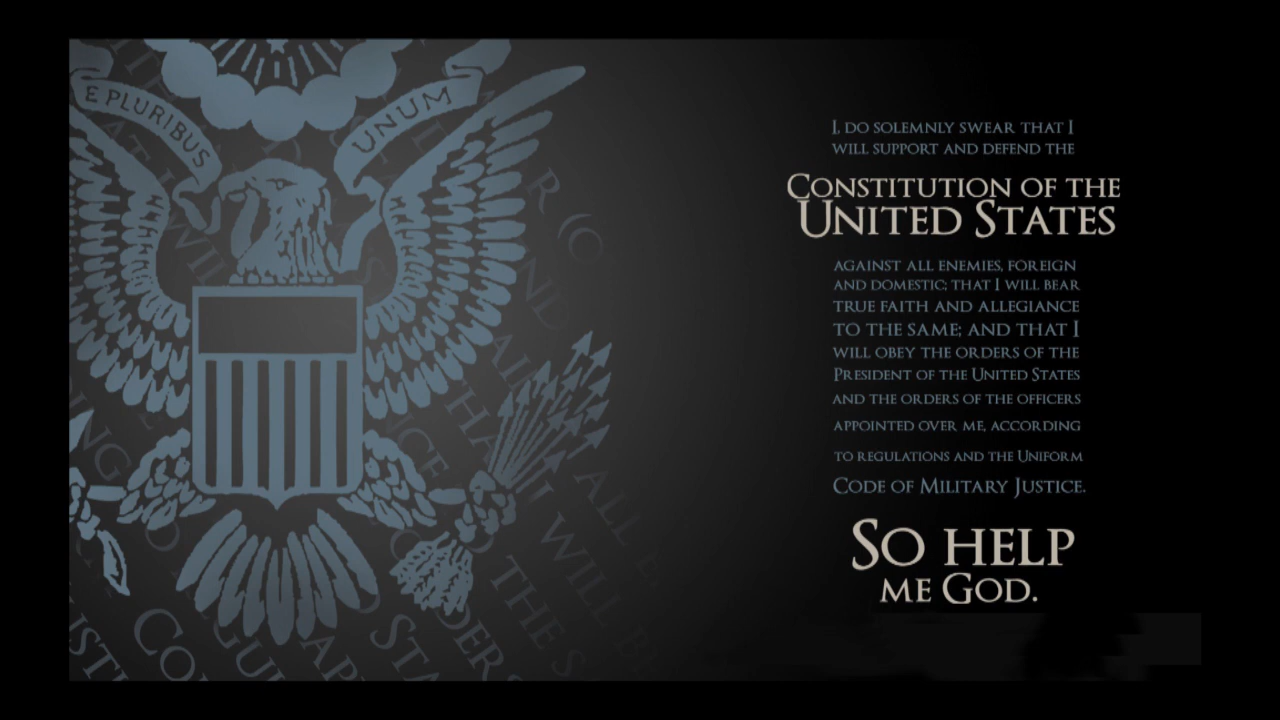 E PLURIBUS
UNUM
I, DO SOLEMNLY SWEAR THAT I
WILL SUPPORT AND DEFEND THE
CONSTITUTION OF THE
UNITED STATES
AGAINST ALL ENEMIES, FOREIGN
AND DOMESTIC; THAT I WILL BEAR
TRUE FAITH AND ALLEGIANCE
TO THE SAME; AND THAT I
WILL OBEY THE ORDERS OF THE
PRESIDENT OF THE UNITED STATES
AND THE ORDERS OF THE OFFICERS
APPOINTED OVER ME, ACCORDING
TO REGULATIONS AND THE UNIFORM
CODE OF MILITARY JUSTICE.
SO HELP
ME GOD.